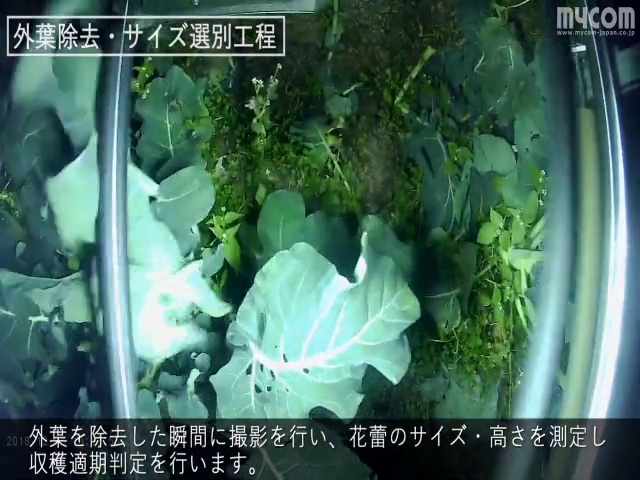 外葉除去・サイズ選別工程
mycom
www.mycom-japan.co.jp
2018
外葉を除去した瞬間に撮影を行い、花蕾のサイズ・高さを測定し
収穫適期判定を行います。